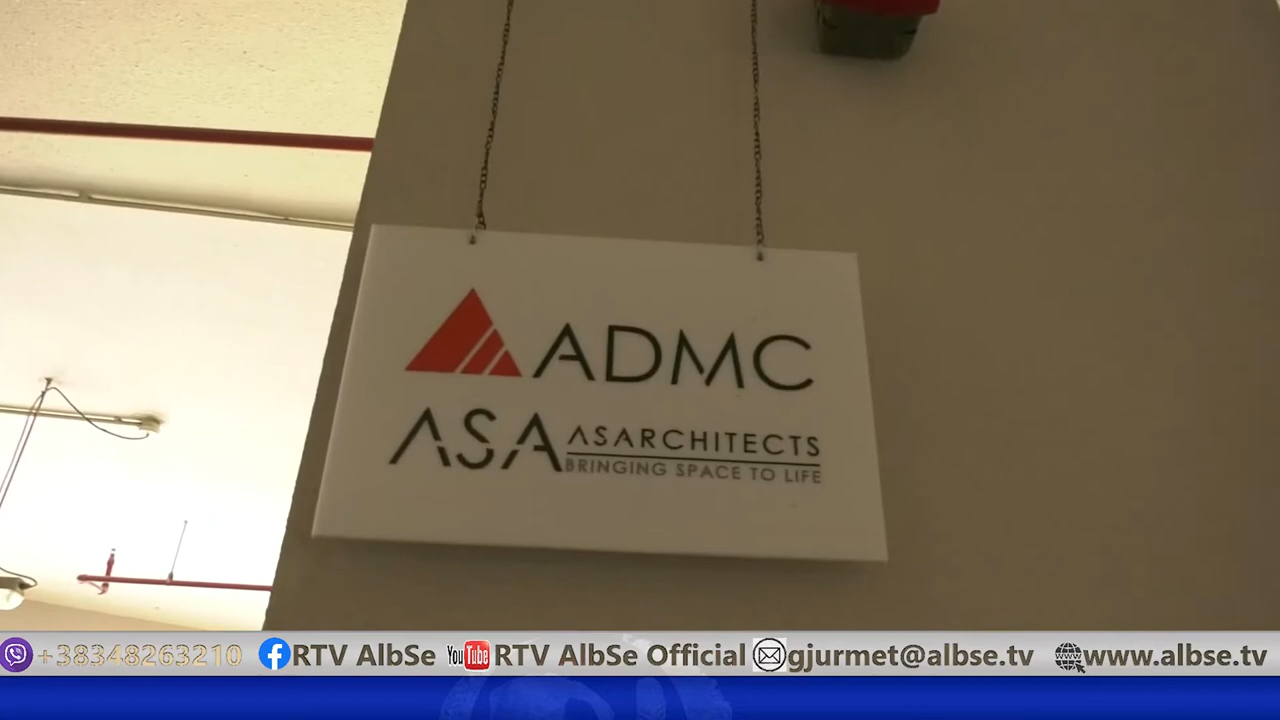 ADMC
ASA ASARCHITECTS
BRINGING SPACE TO LIFE
+38348263210 RTV AlbSe You Tube RTV AlbSe Official gjurmet@albse.tv www.albse.tv